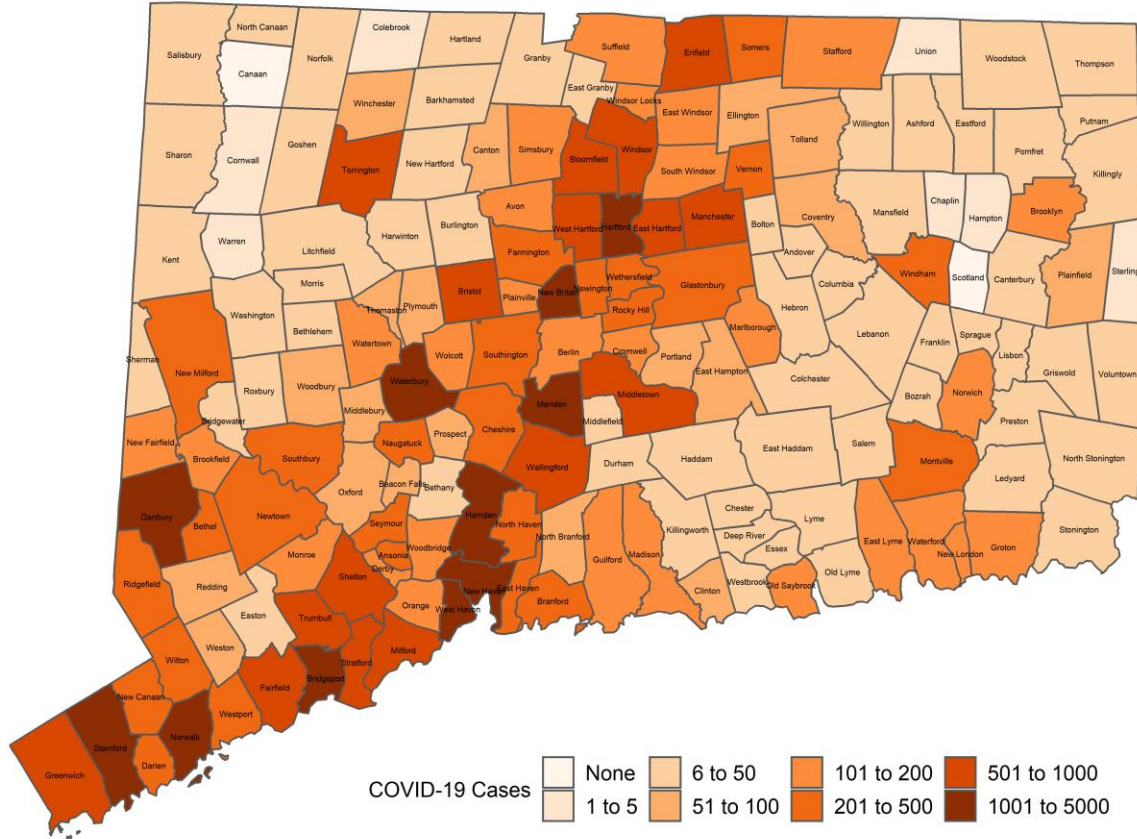 North Canaan
Colebrook
Hartland
Suffield
Enfield
Somers
Stafford
Union
Salisbury
Canaan
Norfolk
Granby
Woodstock
Thompson
East Granby
Windsor Locks
Winchester
Barkhamsted
East Windsor
Ellington
Willington
Ashford
Eastford
Putnam
Sharon
Cornwall
Goshen
Torrington
New Hartford
Canton
Simsbury
Bloomfield
Windsor
South Windsor
Vernon
Tolland
Pomfret
Killingly
Kent
Warren
Litchfield
Harwinton
Burlington
Avon
West Hartford
Hartford
East Hartford
Manchester
Bolton
Coventry
Mansfield
Chaplin
Hampton
Brooklyn
Morris
Farmington
Andover
Columbia
Windham
Scotland
Canterbury
Plainfield
Sterling
Washington
Bethlehem
Thomaston
Plymouth
Bristol
Plainville
New Britain
Newington
Wethersfield
Glastonbury
Rocky Hill
Hebron
Marlborough
Lebanon
Franklin
Sprague
Lisbon
Griswold
Voluntown
Sherman
New Milford
Roxbury
Woodbury
Watertown
Waterbury
Wolcott
Southington
Berlin
Cromwell
Portland
East Hampton
Colchester
Bozrah
Norwich
Preston
Bridgewater
Middlebury
Meriden
Middletown
Middlefield
New Fairfield
Brookfield
Southbury
Naugatuck
Prospect
Cheshire
Wallingford
Durham
Haddam
East Haddam
Salem
Montville
Ledyard
North Stonington
Danbury
Bethel
Newtown
Oxford
Beacon Falls
Bethany
Hamden
North Haven
Seymour
Woodbridge
North Branford
Guilford
Madison
Killingworth
Chester
Deep River
Essex
Lyme
East Lyme
Waterford
New London
Groton
Stonington
Ridgefield
Redding
Monroe
Ansonia
Derby
Shelton
Orange
New Haven
West Haven
East Haven
Branford
Clinton
Westbrook
Old Saybrook
Old Lyme
Easton
Trumbull
Weston
Wilton
Milford
Stratford
Bridgeport
Fairfield
New Canaan
Westport
Norwalk
Darien
Stamford
Greenwich
COVID-19 Cases
None
6 to 50
101 to 200
501 to 1000
1 to 5
51 to 100
201 to 500
1001 to 5000